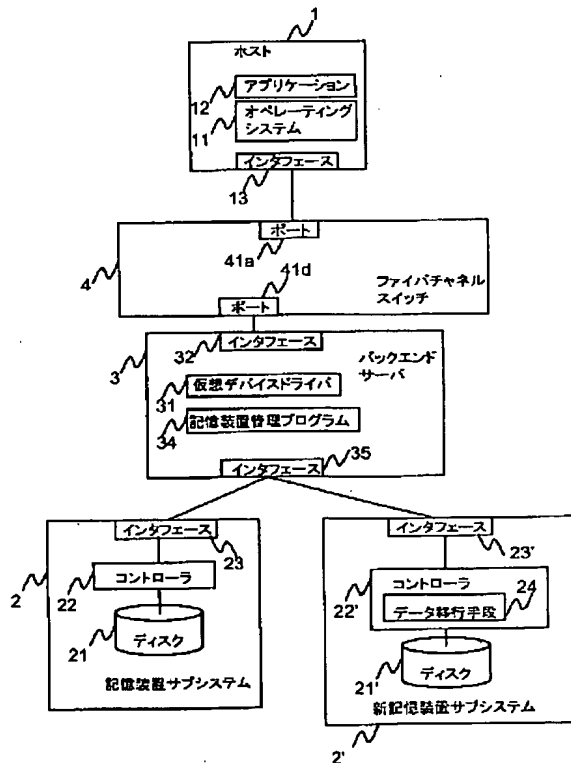 1
ホスト
アプリケーション
12
オペレーティング
システム
11
インタフェース
13
ポート
41a
4
41d
ファイバチャネル
スイッチ
ポート
インタフェース
32
3
バックエンド
サーバ
仮想デバイスドライバ
31
記憶装置管理プログラム
34
35
インタフェース
インタフェース
23
2
コントローラ
22
21
ディスク
記憶装置サブシステム
インタフェース
23'
コントローラ
24
22'
データ移行手段
ディスク
21'
新記憶装置サブシステム
2'